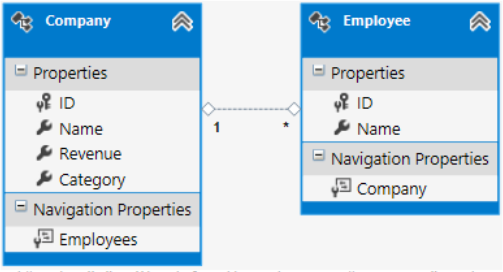 Company
Properties
ID
Name
Revenue
Category
Navigation Properties
Employees
1
*
Employee
Properties
ID
Name
Navigation Properties
Company